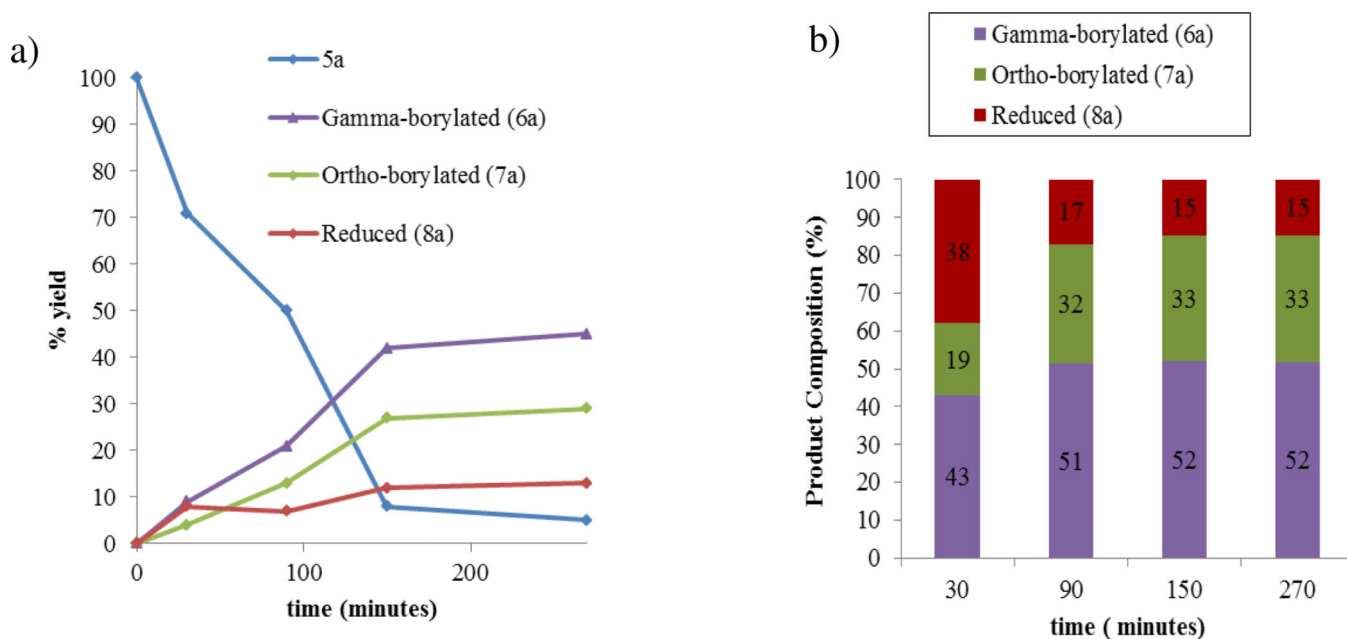 a)
5a
Gamma-borylated (6a)
Ortho-borylated (7a)
Reduced (8a)
% yield
100
90
80
70
60
50
40
30
20
10
0
0 100 200
time (minutes)
b)
Gamma-borylated (6a)
Ortho-borylated (7a)
Reduced (8a)
Product Composition (%)
100
90
80
70
60
50
40
30
20
10
0
38 17 15 15
19 32 33 33
43 51 52 52
30 90 150 270
time ( minutes)